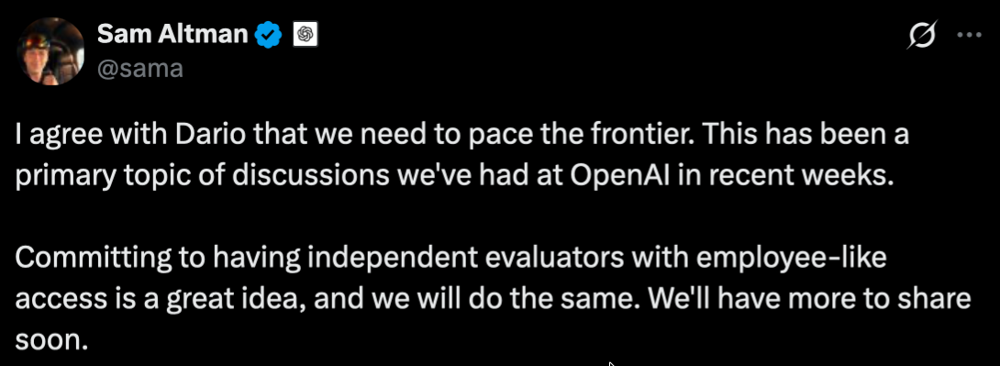 Sam Altman
@sama
I agree with Dario that we need to pace the frontier. This has been a
primary topic of discussions we've had at OpenAI in recent weeks.
Committing to having independent evaluators with employee-like
access is a great idea, and we will do the same. We'll have more to share
soon.